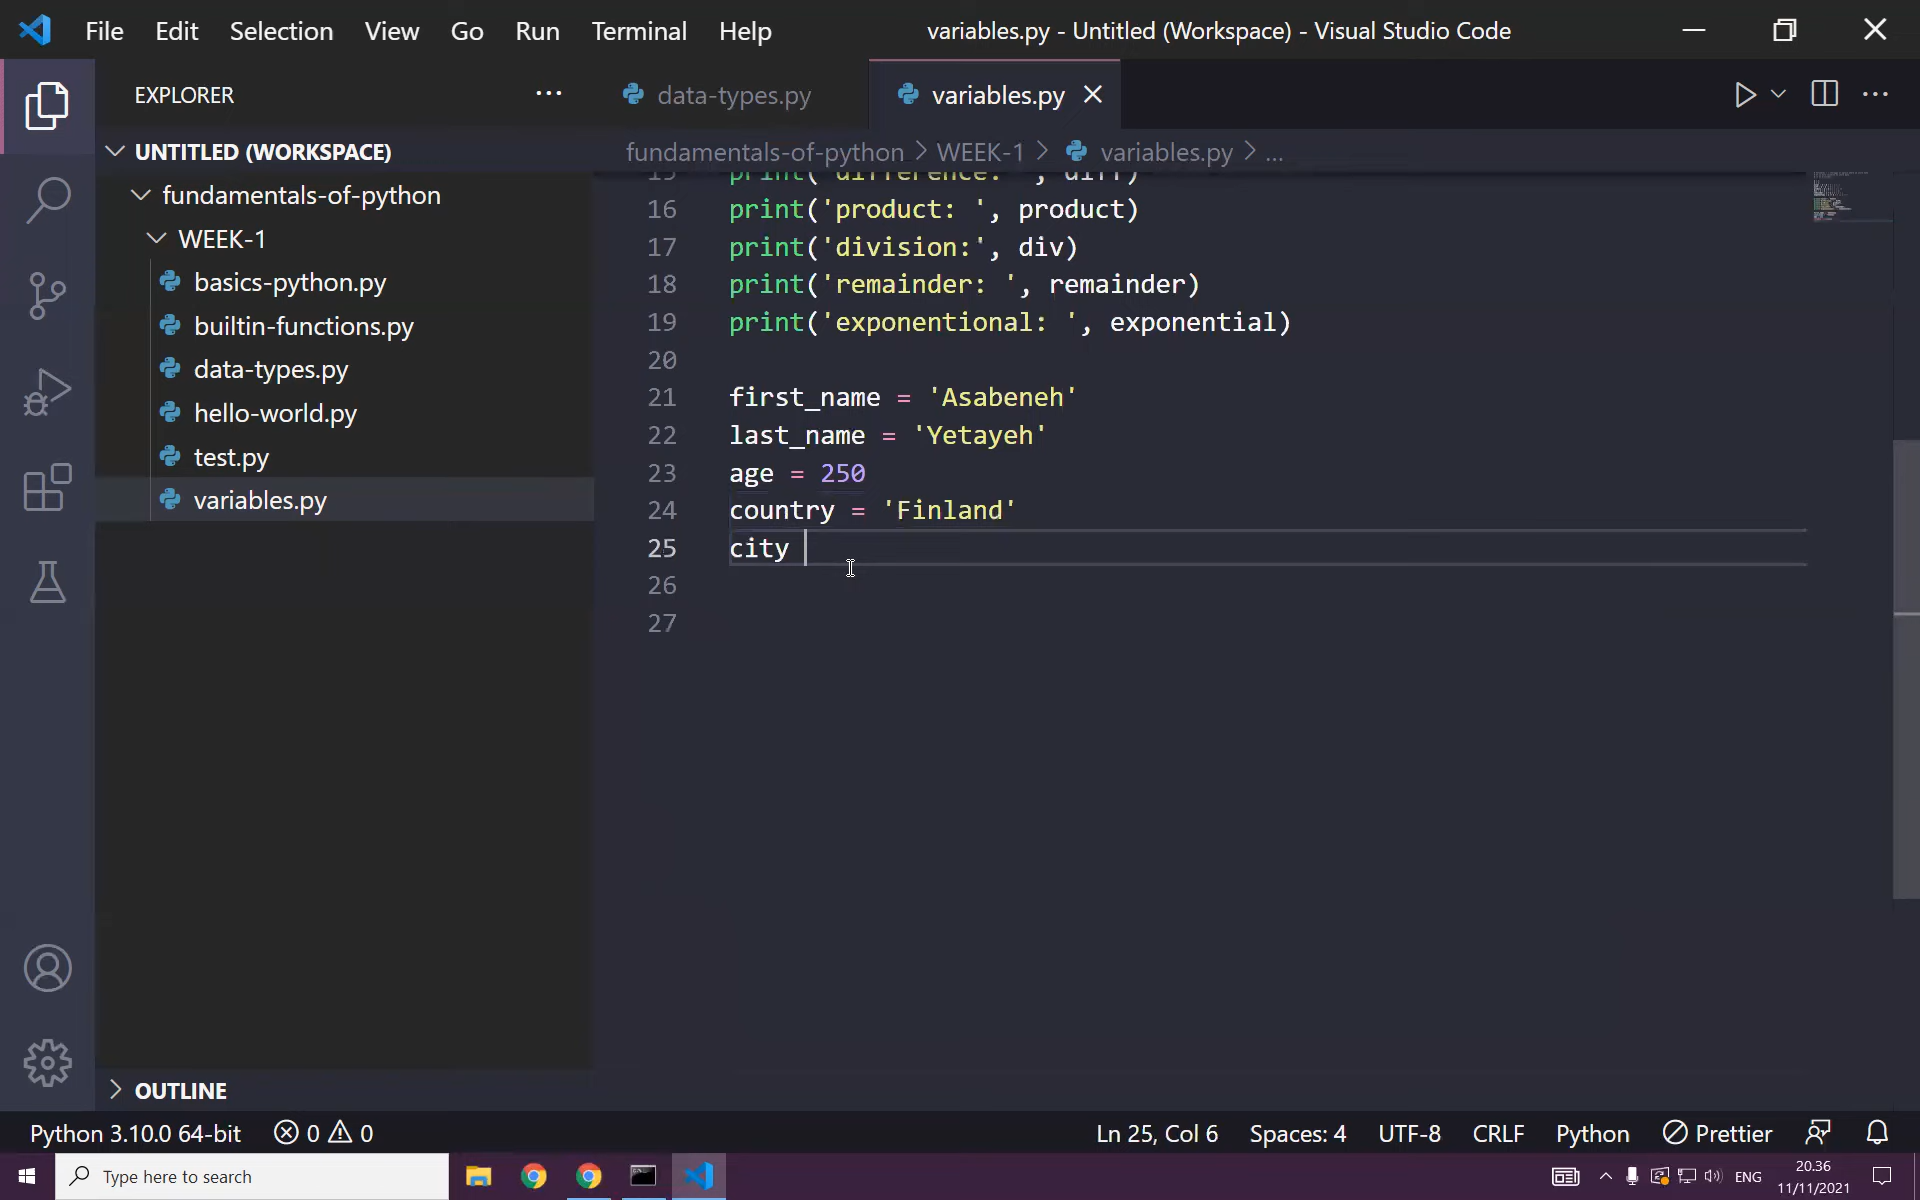 File Edit Selection View Go Run Terminal Help variables.py - Untitled (Workspace) - Visual Studio Code
EXPLORER
data-types.py variables.py
UNTITLED (WORKSPACE)
fundamentals-of-python > WEEK-1 > variables.py > ...
fundamentals-of-python
WEEK-1
basics-python.py
builtin-functions.py
data-types.py
hello-world.py
test.py
variables.py
15 print('difference: ', diff)
16 print('product: ', product)
17 print('division:', div)
18 print('remainder: ', remainder)
19 print('exponentional: ', exponential)
20
21 first_name = 'Asabeneh'
22 last_name = 'Yetayeh'
23 age = 250
24 country = 'Finland'
25 city
26
27
OUTLINE
Python 3.10.0 64-bit 0 0 Ln 25, Col 6 Spaces: 4 UTF-8 CRLF Python Prettier
Type here to search ENG 20.36
11/11/2021